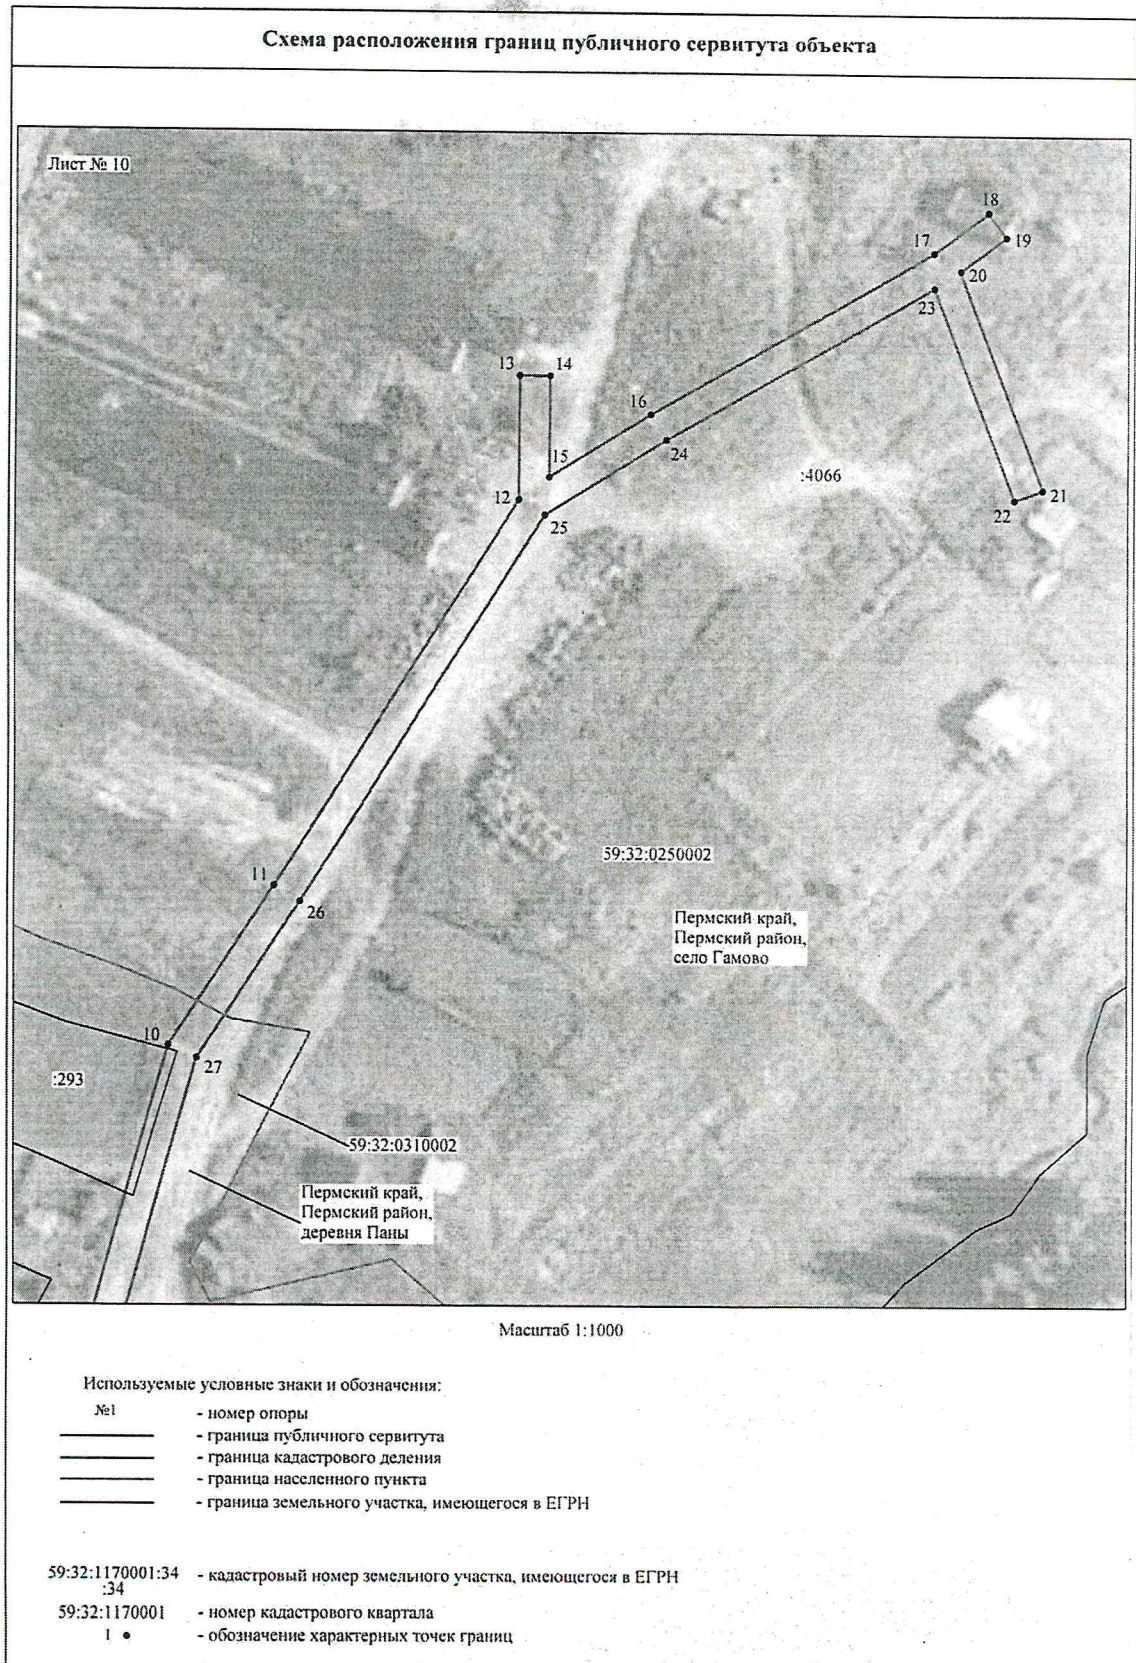 Схема расположения границ публичного сервитута объекта
Лист № 10
18
17
19
20
23
13
14
16
15
24
:4066
12
21
25
22
59:32:0250002
11
26
Пермский край,
Пермский район,
село Гамово
10
27
:293
59:32:0310002
Пермский край,
Пермский район,
деревня Паны
Масштаб 1:1000
Используемые условные знаки и обозначения:
№1 - номер опоры
- граница публичного сервитута
- граница кадастрового деления
- граница населенного пункта
- граница земельного участка, имеющегося в ЕГРН
59:32:1170001:34 - кадастровый номер земельного участка, имеющегося в ЕГРН
:34
59:32:1170001 - номер кадастрового квартала
1 • - обозначение характерных точек границ